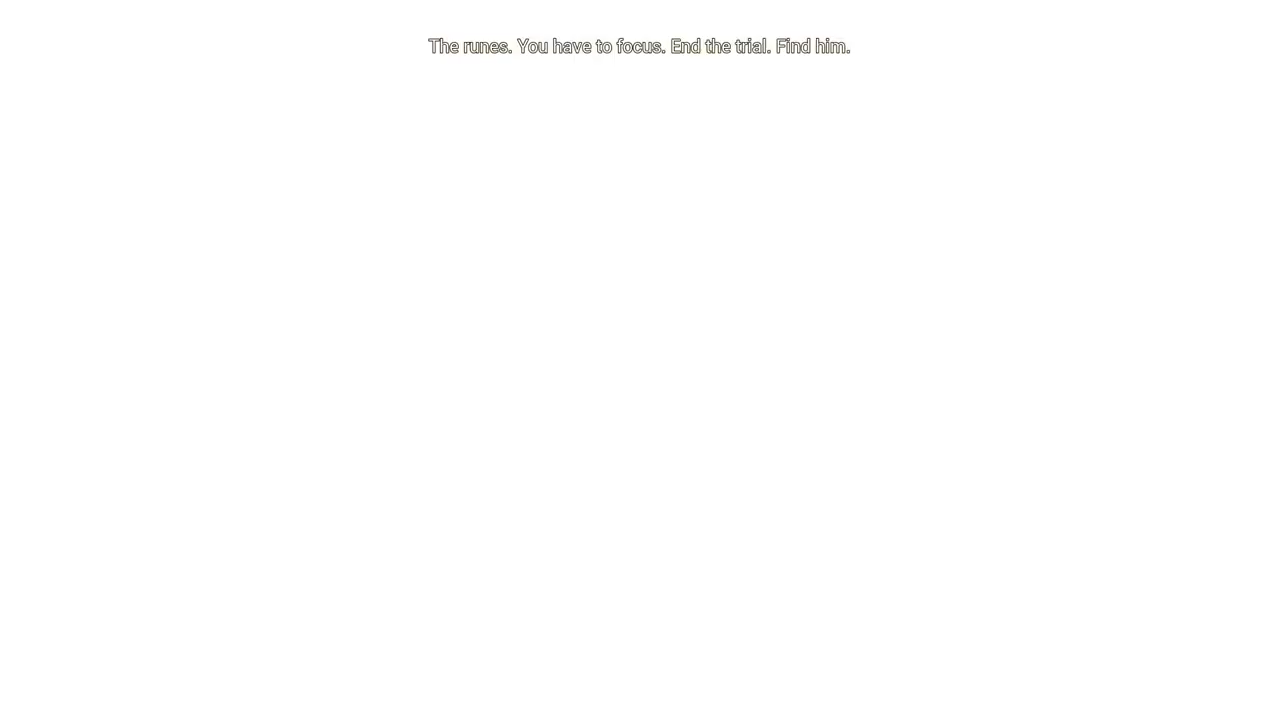 The runes. You have to focus. End the trial. Find him.